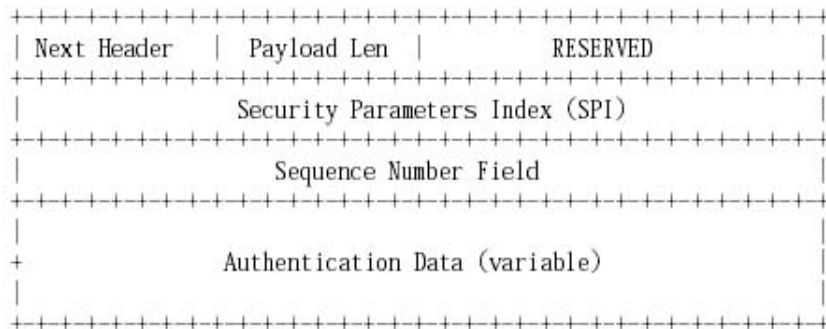 Next Header | Payload Len | RESERVED
Security Parameters Index (SPI)
Sequence Number Field
Authentication Data (variable)